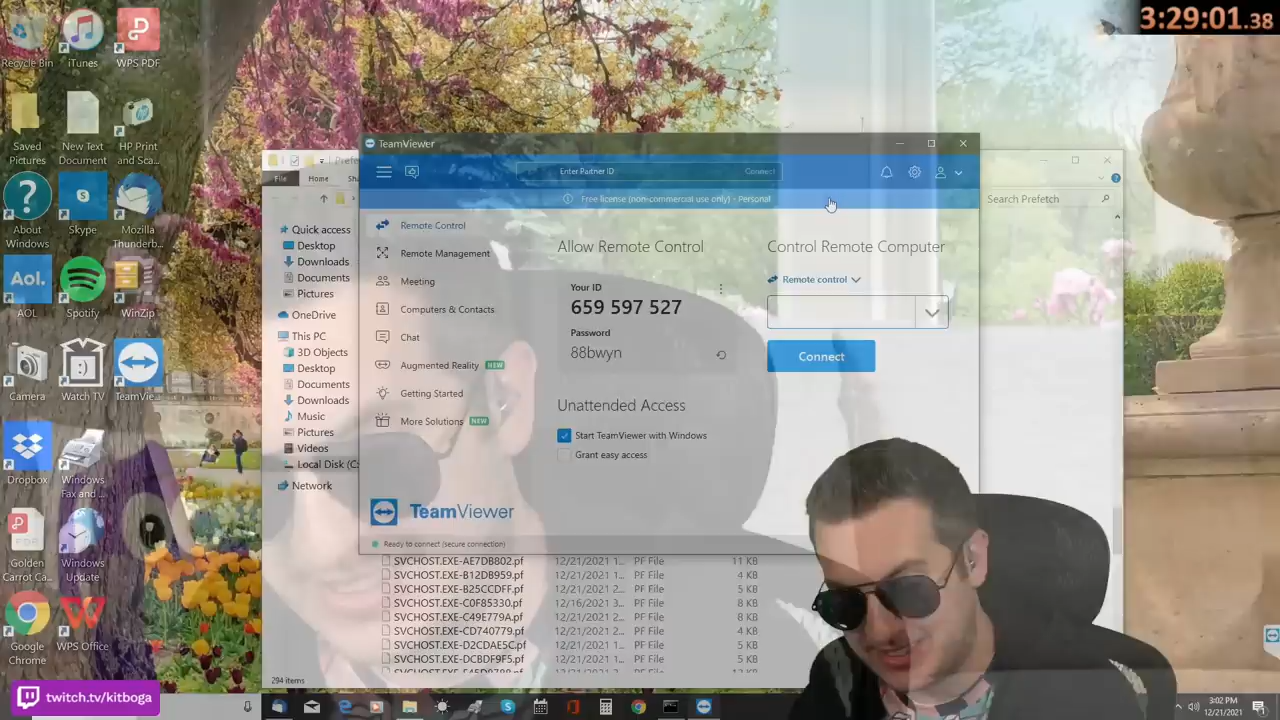 3:29:01.38
Recycle Bin
iTunes
WPS PDF
Saved Pictures
New Text Document
HP Print and Sca...
About Windows
Skype
Mozilla Thunderb...
Aol.
AOL
Spotify
WinZip
Camera
Watch TV
TeamVie...
Dropbox
Windows Fax and ...
Golden Carrot Ca...
Windows Update
Google Chrome
WPS Office
twitch.tv/kitboga
File
Home
Search Prefetch
Quick access
Desktop
Downloads
Documents
Pictures
OneDrive
This PC
3D Objects
Desktop
Documents
Downloads
Music
Pictures
Videos
Local Disk (C:
Network
TeamViewer
Enter Partner ID
Connect
Free license (non-commercial use only) - Personal
Remote Control
Remote Management
Meeting
Computers & Contacts
Chat
Augmented Reality NEW
Getting Started
More Solutions NEW
Allow Remote Control
Your ID
659 597 527
Password
88bwyn
Unattended Access
Start TeamViewer with Windows
Grant easy access
Control Remote Computer
Remote control
Connect
TeamViewer
Ready to connect (secure connection)
SVCHOST.EXE-AE7DB802.pf 12/21/2021 1... PF File 11 KB
SVCHOST.EXE-B12DB959.pf 12/21/2021 1... PF File 4 KB
SVCHOST.EXE-B25CCDFF.pf 12/21/2021 2... PF File 5 KB
SVCHOST.EXE-C0F85330.pf 12/16/2021 3... PF File 8 KB
SVCHOST.EXE-C49E779A.pf 12/21/2021 2... PF File 8 KB
SVCHOST.EXE-CD740779.pf 12/21/2021 2... PF File 4 KB
SVCHOST.EXE-D2CDAE5C.pf 12/21/2021 2... PF File 5 KB
SVCHOST.EXE-DCBDF9F5.pf 12/21/2021 1... PF File 5 KB
294 items
3:02 PM
12/21/2021